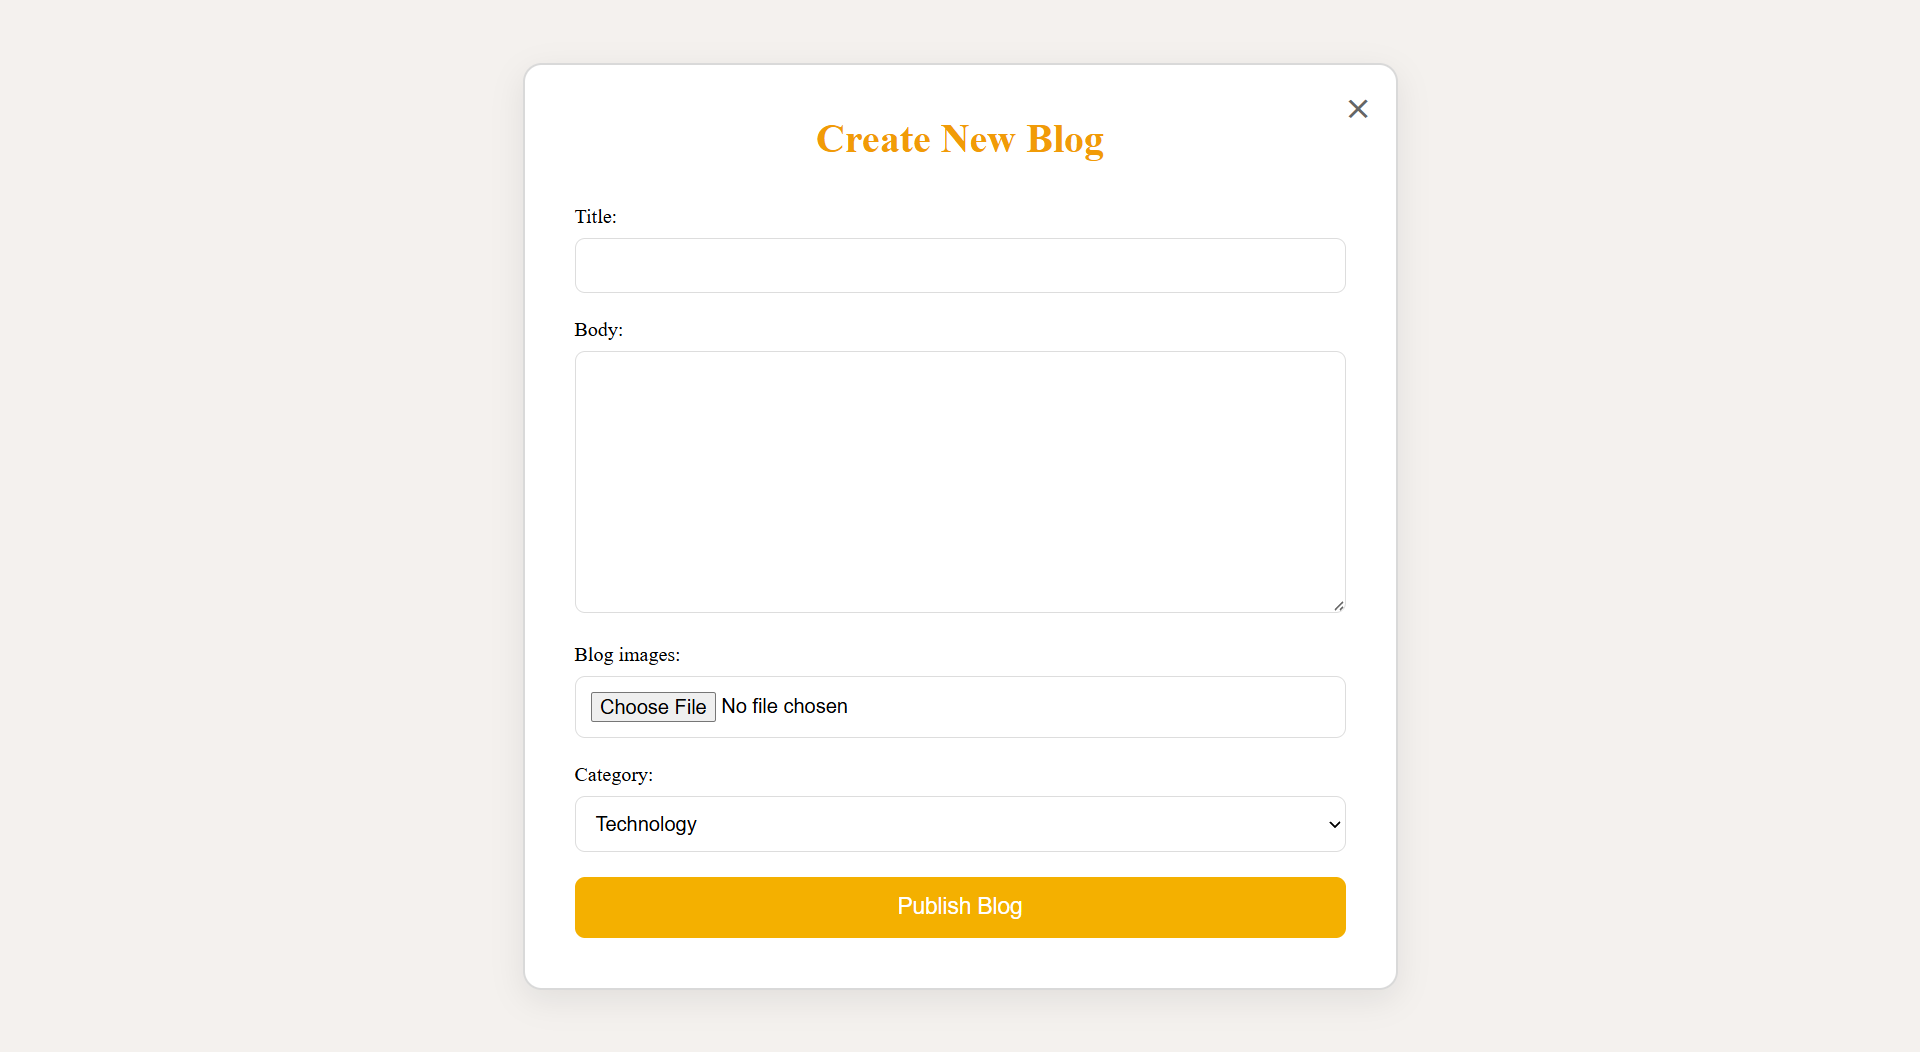 Create New Blog
Title:
Body:
Blog images:
Choose File No file chosen
Category:
Technology
Publish Blog